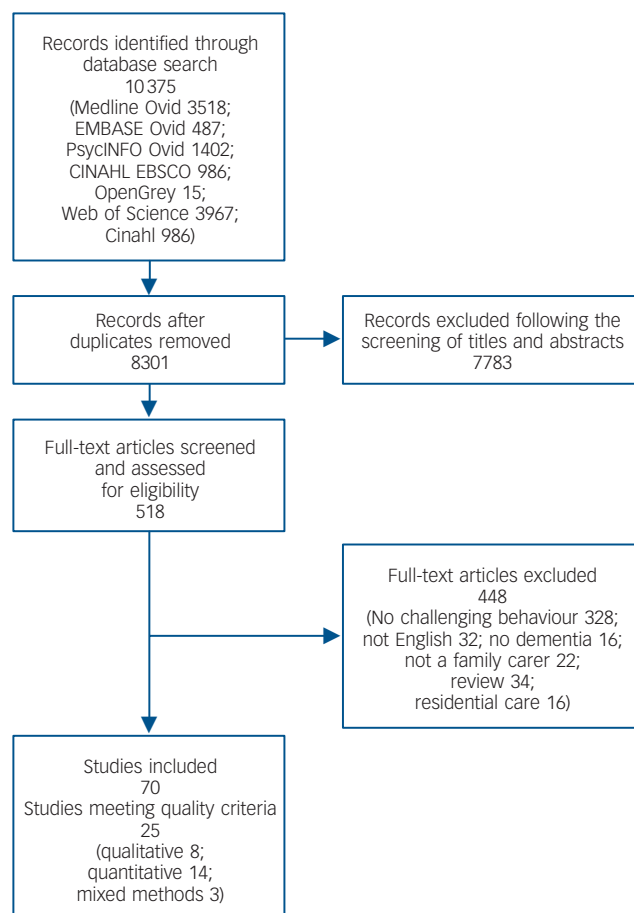 Records identified through
database search
10 375
(Medline Ovid 3518;
EMBASE Ovid 487;
PsycINFO Ovid 1402;
CINAHL EBSCO 986;
OpenGrey 15;
Web of Science 3967;
Cinahl 986)
Records after
duplicates removed
8301
Records excluded following the
screening of titles and abstracts
7783
Full-text articles screened
and assessed
for eligibility
518
Full-text articles excluded
448
(No challenging behaviour 328;
not English 32; no dementia 16;
not a family carer 22;
review 34;
residential care 16)
Studies included
70
Studies meeting quality criteria
25
(qualitative 8;
quantitative 14;
mixed methods 3)